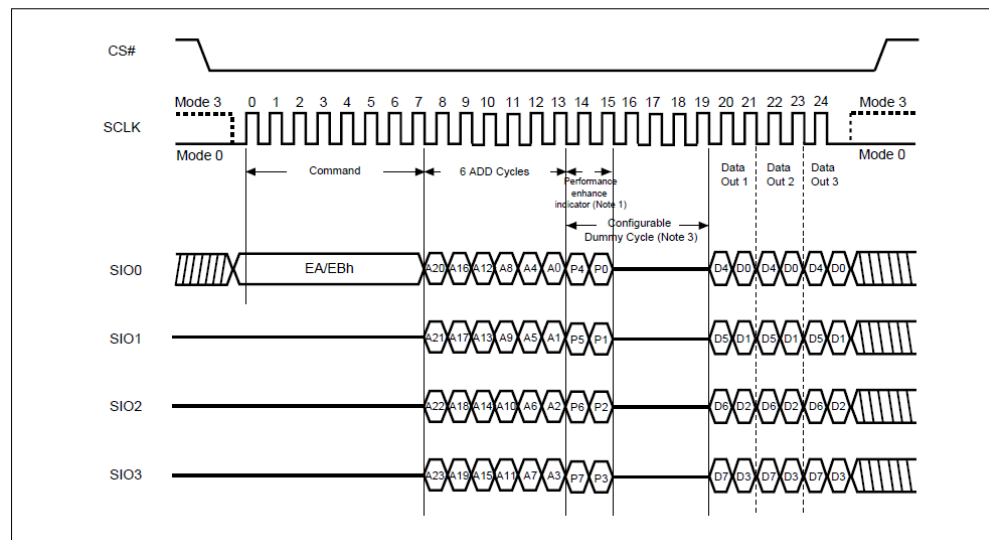 CS#
Mode 3 0 1 2 3 4 5 6 7 8 9 10 11 12 13 14 15 16 17 18 19 20 21 22 23 24 Mode 3
SCLK
Mode 0 Mode 0
Command 6 ADD Cycles Performance enhance indicator (Note 1) Data Out 1 Data Out 2 Data Out 3
Configurable
Dummy Cycle (Note 3)
SIO0 EA/EBh A20 A16 A12 A8 A4 A0 P4 P0 D4 D0 D4 D0 D4 D0
SIO1 A21 A17 A13 A9 A5 A1 P5 P1 D5 D1 D5 D1 D5 D1
SIO2 A22 A18 A14 A10 A6 A2 P6 P2 D6 D2 D6 D2 D6 D2
SIO3 A23 A19 A15 A11 A7 A3 P7 P3 D7 D3 D7 D3 D7 D3